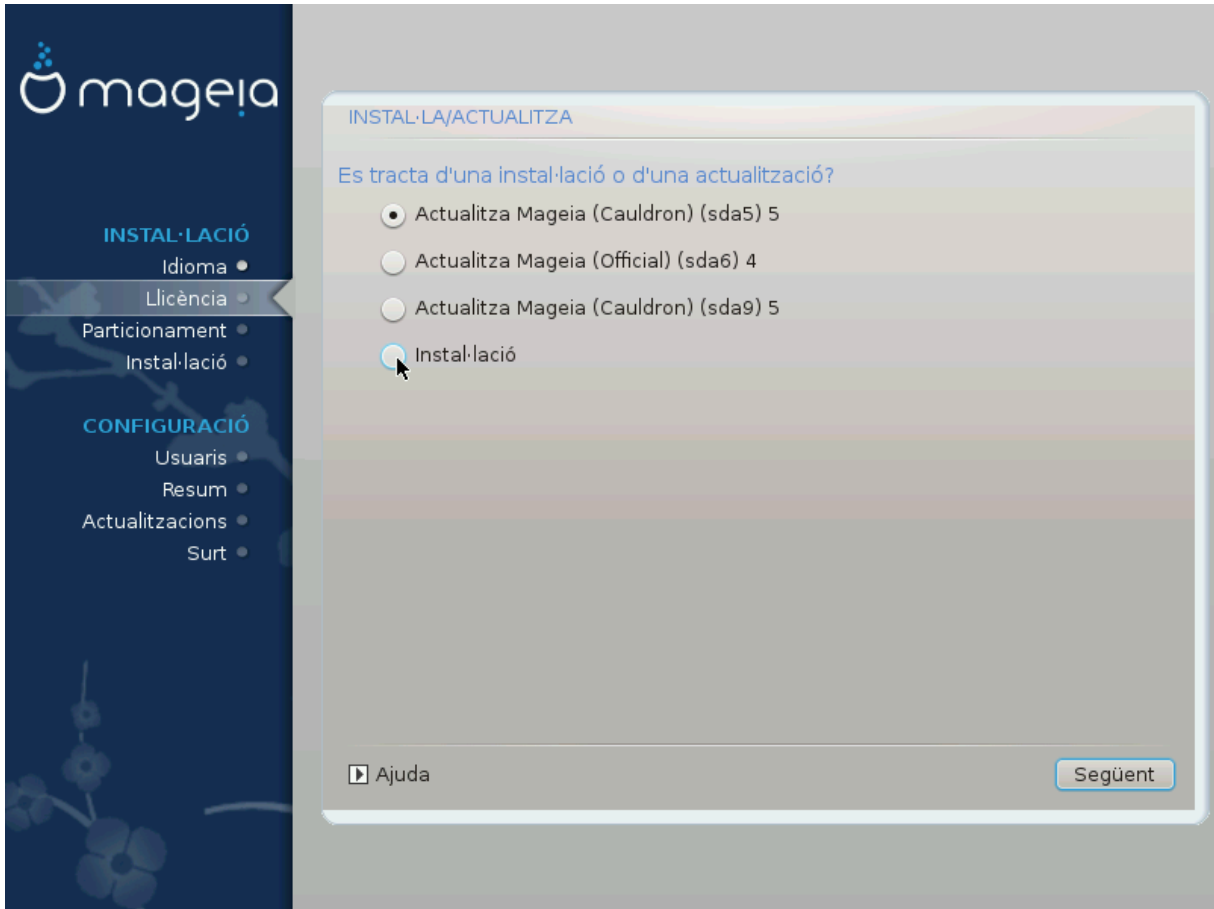 mageia
INSTAL·LACIÓ
Idioma
Llicència
Particionament
Instal·lació
CONFIGURACIÓ
Usuaris
Resum
Actualitzacions
Surt
INSTAL·LA/ACTUALITZA
Es tracta d'una instal·lació o d'una actualització?
Actualitza Mageia (Cauldron) (sda5) 5
Actualitza Mageia (Official) (sda6) 4
Actualitza Mageia (Cauldron) (sda9) 5
Instal·lació
Ajuda
Següent